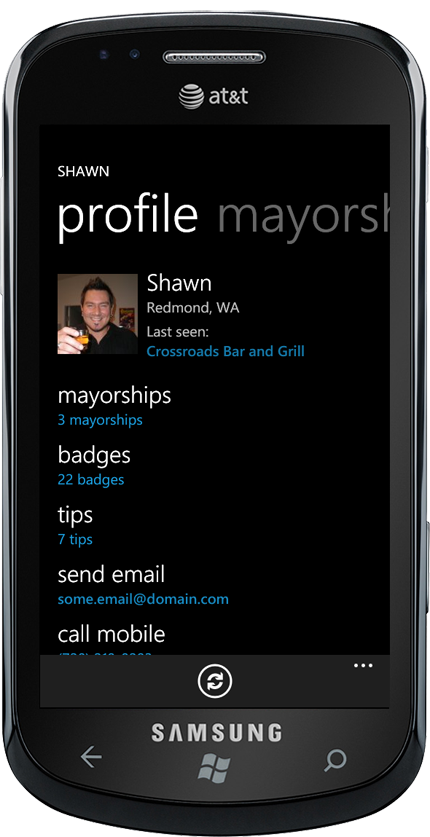 at&t
SHAWN
profile mayorsh
Shawn
Redmond, WA
Last seen:
Crossroads Bar and Grill
mayorships
3 mayorships
badges
22 badges
tips
7 tips
send email
some.email@domain.com
call mobile
SAMSUNG